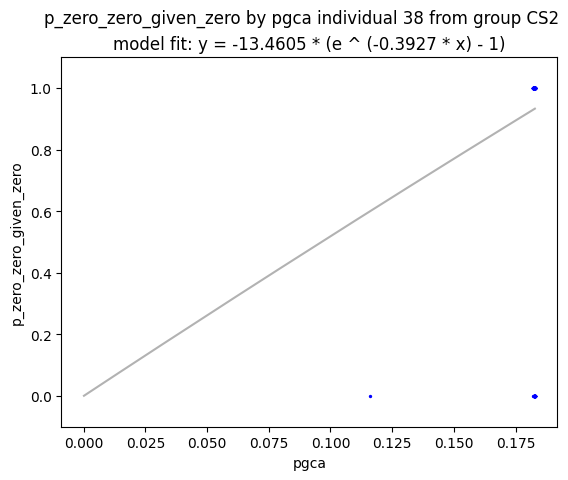 p_zero_zero_given_zero by pgca individual 38 from group CS2
model fit: y = -13.4605 * (e ^ (-0.3927 * x) - 1)
1.0
0.8
0.6
0.4
0.2
0.0
p_zero_zero_given_zero
0.000 0.025 0.050 0.075 0.100 0.125 0.150 0.175
pgca